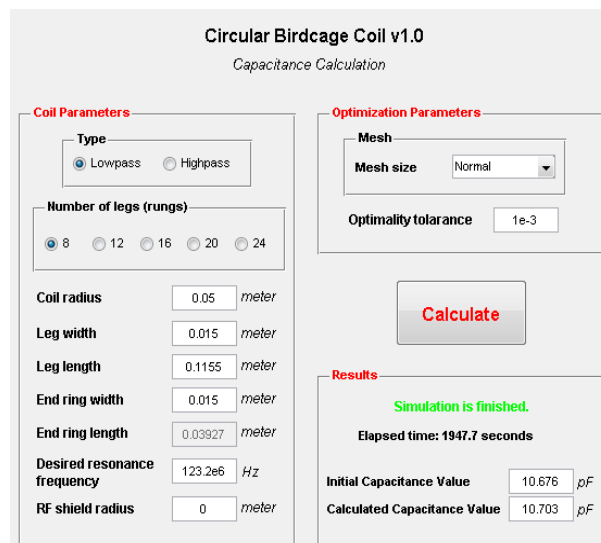 Circular Birdcage Coil v1.0
Capacitance Calculation
Coil Parameters
Type
Lowpass Highpass
Number of legs (rungs)
8 12 16 20 24
Coil radius 0.05 meter
Leg width 0.015 meter
Leg length 0.1155 meter
End ring width 0.015 meter
End ring length 0.03927 meter
Desired resonance
frequency 123.2e6 Hz
RF shield radius 0 meter
Optimization Parameters
Mesh
Mesh size Normal
Optimality tolarance 1e-3
Calculate
Results
Simulation is finished.
Elapsed time: 1947.7 seconds
Initial Capacitance Value 10.676 pF
Calculated Capacitance Value 10.703 pF